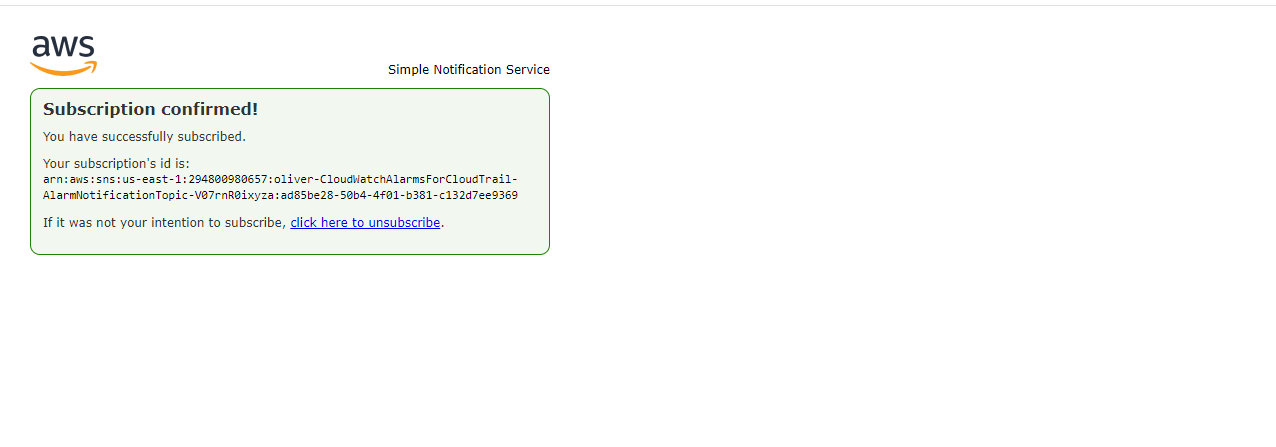 aws
Simple Notification Service
Subscription confirmed!
You have successfully subscribed.
Your subscription's id is:
arn:aws:sns:us-east-1:294800980657:oliver-CloudWatchAlarmsForCloudTrail-
AlarmNotificationTopic-V07rnR0ixyza:ad85be28-50b4-4f01-b381-c132d7ee9369
If it was not your intention to subscribe, click here to unsubscribe.